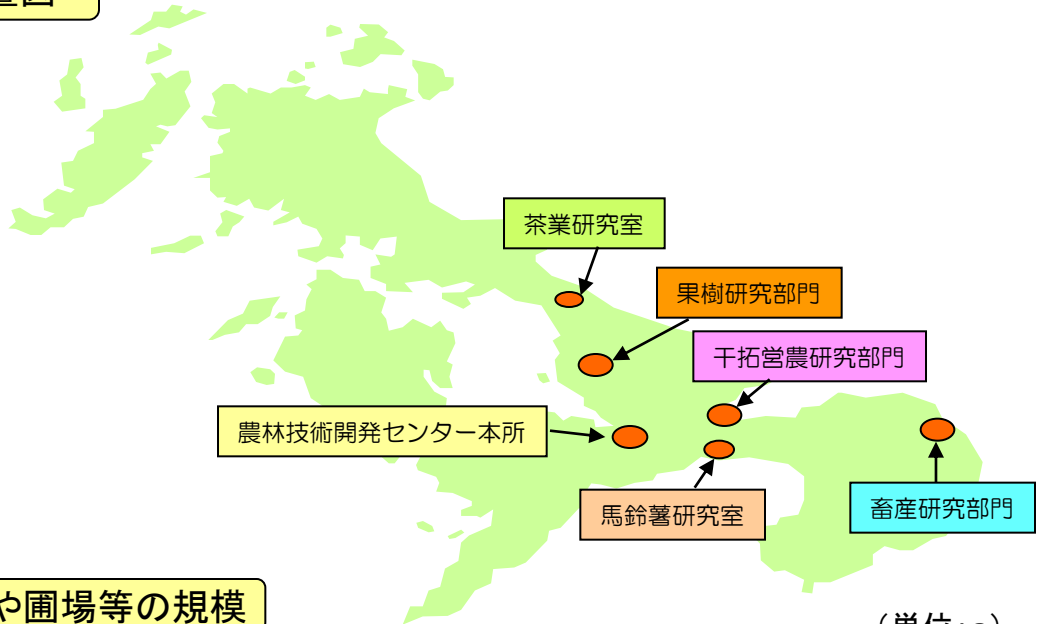 置図
茶業研究室
果樹研究部門
干拓営農研究部門
農林技術開発センター本所
馬鈴薯研究室
畜産研究部門
や圃場等の規模